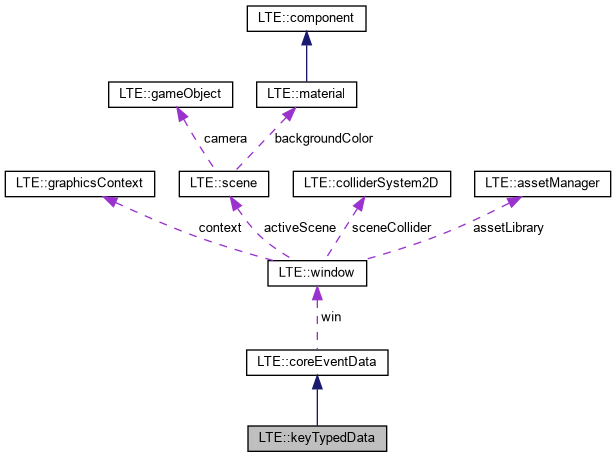 LTE::component
LTE::gameObject
LTE::material
camera
backgroundColor
LTE::graphicsContext
LTE::scene
LTE::colliderSystem2D
LTE::assetManager
context
activeScene
sceneCollider
assetLibrary
LTE::window
win
LTE::coreEventData
LTE::keyTypedData